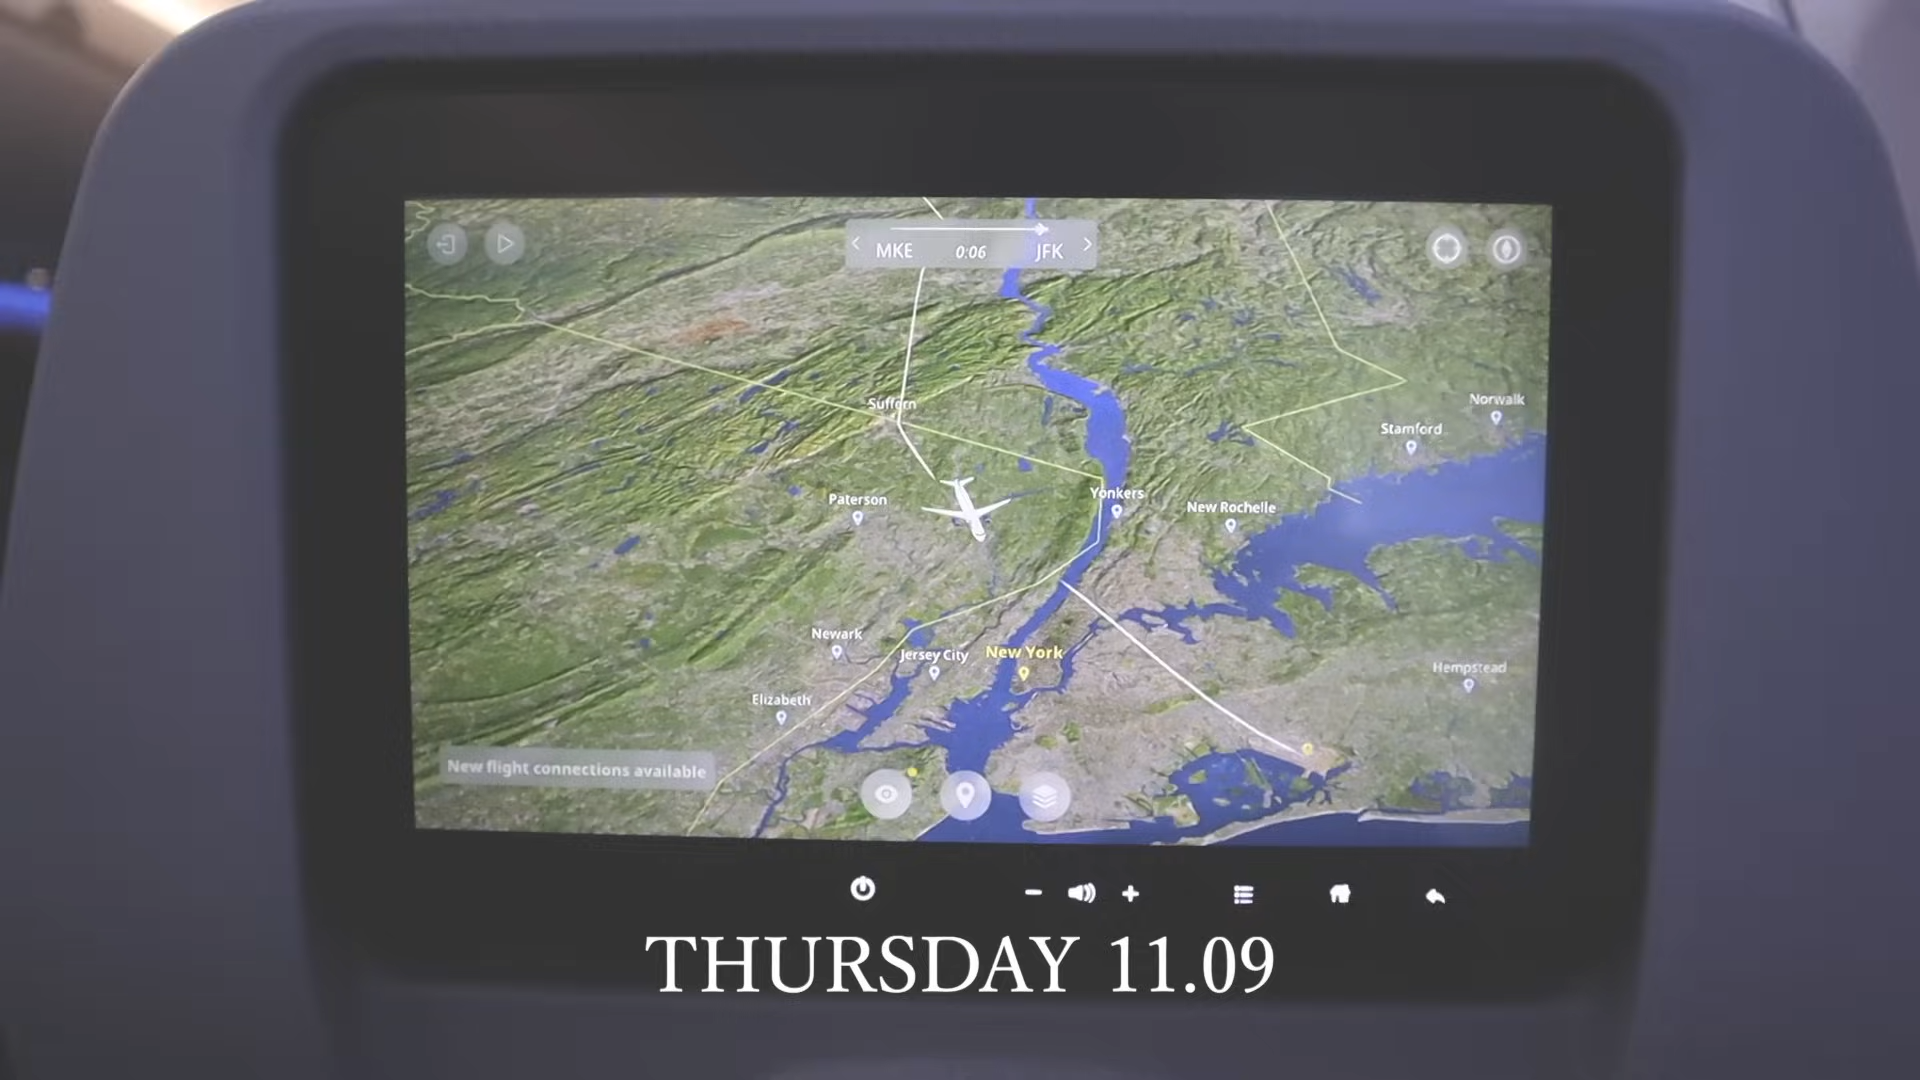 MKE 0:06 JFK
Suffern
Norwalk
Stamford
Paterson
Yonkers
New Rochelle
Newark
Jersey City
New York
Hempstead
Elizabeth
New flight connections available
THURSDAY 11.09